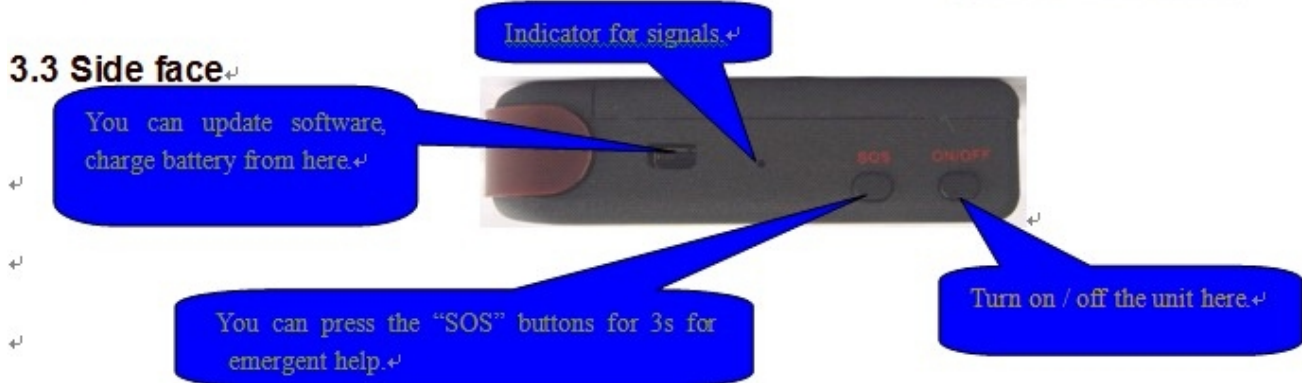 Indicator for signals.
3.3 Side face
You can update software,
charge battery from here.
SOS
ON/OFF
Turn on / off the unit here.
You can press the “SOS” buttons for 3s for
emergent help.